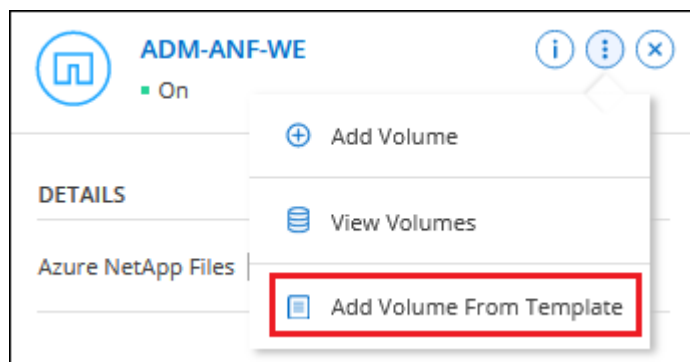 ADM-ANF-WE
On
Add Volume
DETAILS
View Volumes
Azure NetApp Files
Add Volume From Template